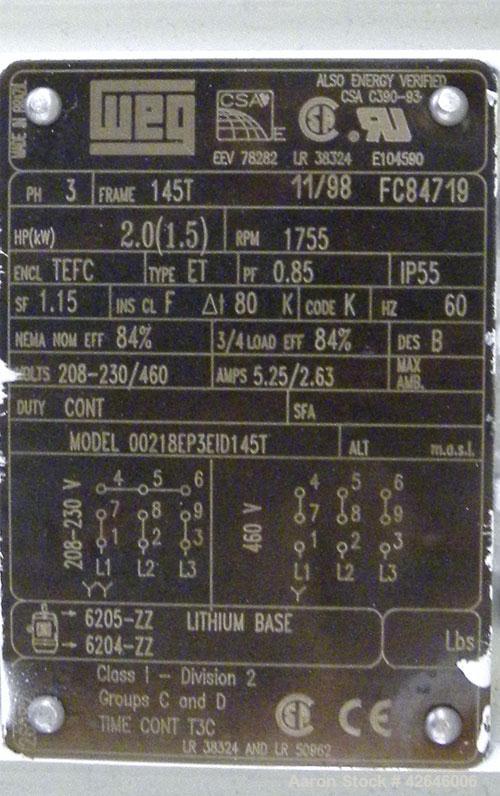 MADE IN BRAZIL
WEG
CSA
E
ALSO ENERGY VERIFIED
CSA C390-93
EEV 78282 LR 38324 E104590
PH 3 FRAME 145T 11/98 FC84719
HP(kW) 2.0(1.5) RPM 1755
ENCL TEFC TYPE ET PF 0.85 IP55
SF 1.15 INS CL F Δt 80 K CODE K HZ 60
NEMA NOM EFF 84% 3/4 LOAD EFF 84% DES B
VOLTS 208-230/460 AMPS 5.25/2.63 MAX AMB.
DUTY CONT SFA
MODEL 00218EP3EID145T ALT m.a.s.l.
208-230 V
4 5 6
7 8 9
1 2 3
L1 L2 L3
YY
460 V
4 5 6
7 8 9
1 2 3
L1 L2 L3
Y
→ 6205-ZZ LITHIUM BASE
→ 6204-ZZ
Lbs
Class I - Division 2
Groups C and D
TIME CONT T3C
CE
LR 38324 AND LR 50962
Aaron Stock # 42646006